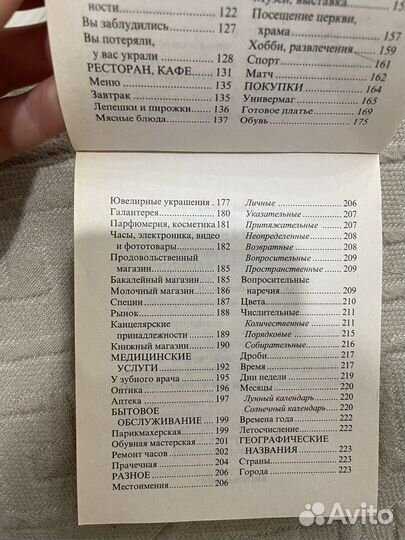 ности ........ 122
Вы заблудились ........ 127
Вы потеряли,
у вас украли ........ 128
РЕСТОРАН, КАФЕ . 131
Меню ........ 135
Завтрак ........ 135
Лепешки и пирожки .. 136
Мясные блюда ........ 137
Музеи, выставка
Посещение церкви,
храма ........ 157
Хобби, развлечения . 159
Спорт ........ 161
Матч ........ 162
ПОКУПКИ ........ 164
Универмаг ........ 165
Готовое платье ........ 169
Обувь ........ 175
Ювелирные украшения . 177
Галантерея ........ 180
Парфюмерия, косметика 181
Часы, электроника, видео
и фототовары ........ 182
Продовольственный
магазин ........ 185
Бакалейный магазин .... 185
Молочный магазин ..... 186
Специи ........ 187
Рынок ........ 188
Канцелярские
принадлежности ....... 189
Книжный магазин ....... 190
МЕДИЦИНСКИЕ
УСЛУГИ ........ 192
У зубного врача ........ 195
Оптика ........ 196
Аптека ........ 197
БЫТОВОЕ
ОБСЛУЖИВАНИЕ .. 199
Парикмахерская ........ 199
Обувная мастерская .... 201
Ремонт часов ........ 202
Прачечная ........ 204
РАЗНОЕ ........ 206
Местоимения ........ 206
Личные ........ 206
Указательные ........ 207
Притяжательные ....... 207
Неопределенные ....... 208
Возвратные ........ 208
Вопросительные ....... 209
Пространственные .... 209
Вопросительные
наречия ........ 209
Цвета ........ 210
Числительные ........ 211
Количественные ....... 211
Порядковые ........ 215
Собирательные ........ 216
Дроби ........ 217
Время ........ 217
Дни недели ........ 219
Месяцы ........ 220
Лунный календарь .... 220
Солнечный календарь . 220
Времена года ........ 222
Летосчисление ........ 222
ГЕОГРАФИЧЕСКИЕ
НАЗВАНИЯ ........ 223
Страны ........ 223
Города ........ 223
Avito